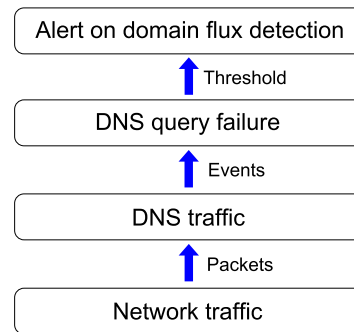 Alert on domain flux detection
Threshold
DNS query failure
Events
DNS traffic
Packets
Network traffic